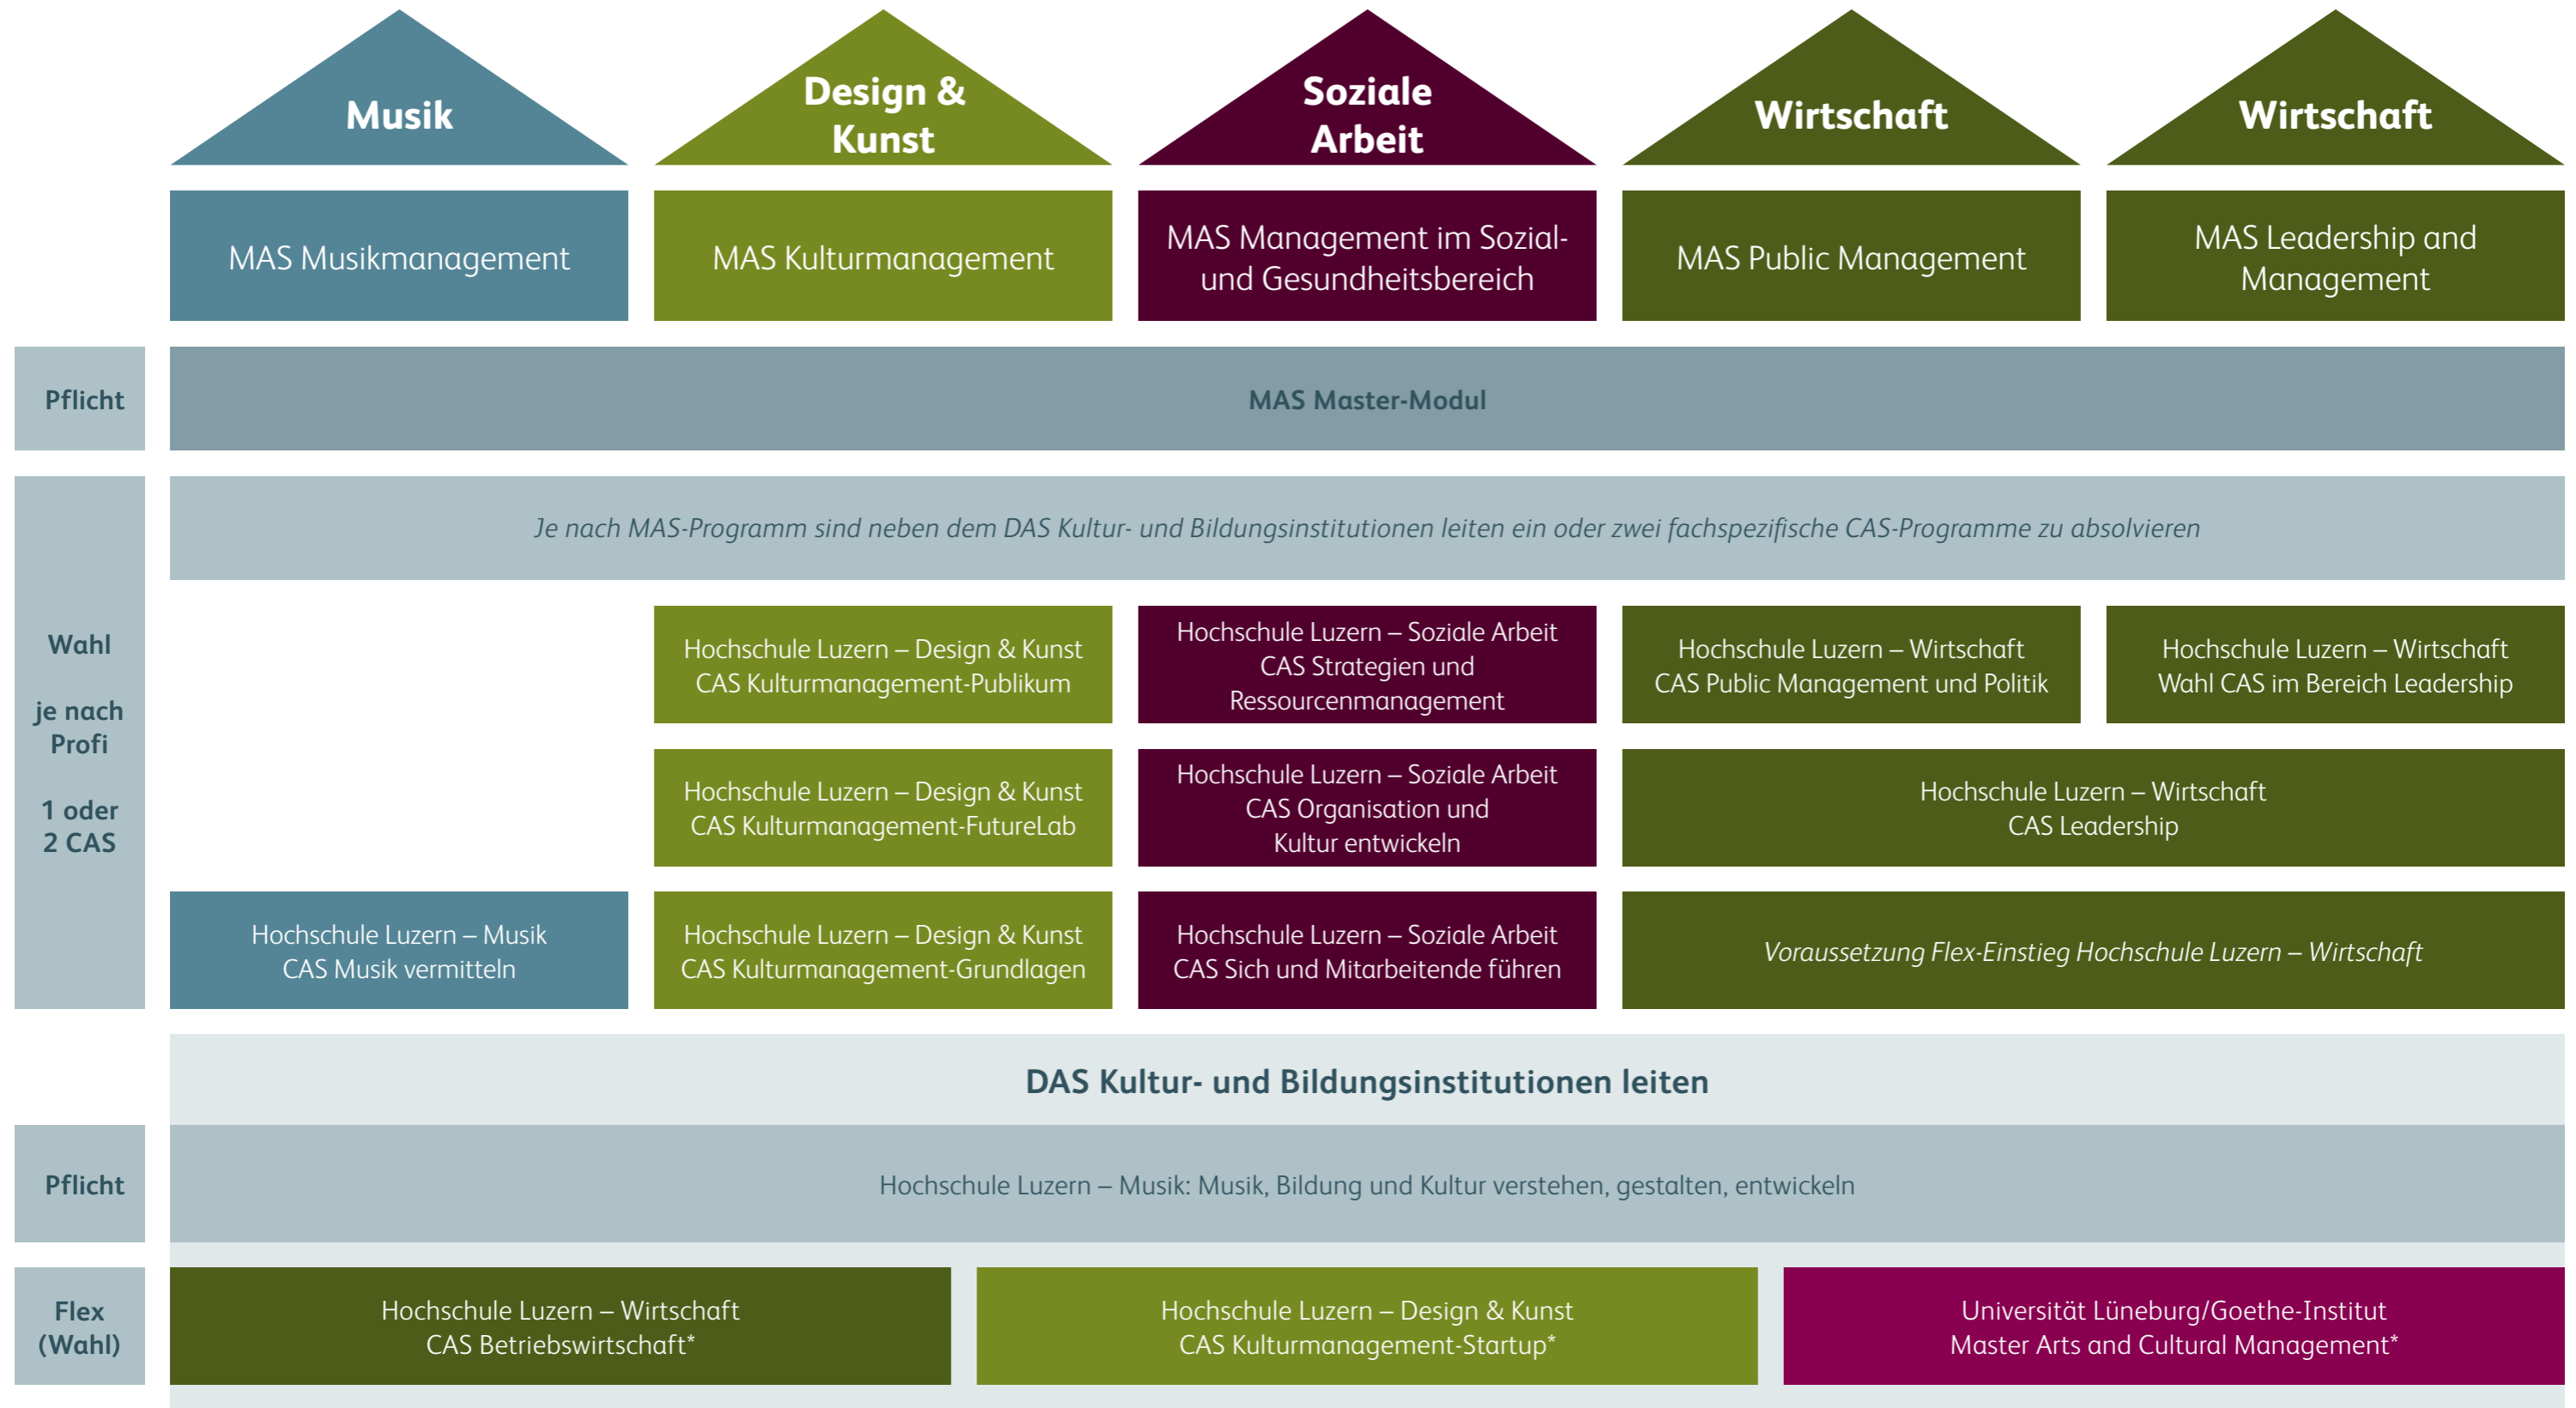 Musik
Design &
Kunst
Soziale
Arbeit
Wirtschaft
Wirtschaft
MAS Musikmanagement
MAS Kulturmanagement
MAS Management im Sozial-
und Gesundheitsbereich
MAS Public Management
MAS Leadership and
Management
Pflicht
MAS Master-Modul
Je nach MAS-Programm sind neben dem DAS Kultur- und Bildungsinstitutionen leiten ein oder zwei fachspezifische CAS-Programme zu absolvieren
Wahl
je nach
Profi
1 oder
2 CAS
Hochschule Luzern – Design & Kunst
CAS Kulturmanagement-Publikum
Hochschule Luzern – Soziale Arbeit
CAS Strategien und
Ressourcenmanagement
Hochschule Luzern – Wirtschaft
CAS Public Management und Politik
Hochschule Luzern – Wirtschaft
Wahl CAS im Bereich Leadership
Hochschule Luzern – Design & Kunst
CAS Kulturmanagement-FutureLab
Hochschule Luzern – Soziale Arbeit
CAS Organisation und
Kultur entwickeln
Hochschule Luzern – Wirtschaft
CAS Leadership
Hochschule Luzern – Musik
CAS Musik vermitteln
Hochschule Luzern – Design & Kunst
CAS Kulturmanagement-Grundlagen
Hochschule Luzern – Soziale Arbeit
CAS Sich und Mitarbeitende führen
Voraussetzung Flex-Einstieg Hochschule Luzern – Wirtschaft
DAS Kultur- und Bildungsinstitutionen leiten
Pflicht
Hochschule Luzern – Musik: Musik, Bildung und Kultur verstehen, gestalten, entwickeln
Flex
(Wahl)
Hochschule Luzern – Wirtschaft
CAS Betriebswirtschaft*
Hochschule Luzern – Design & Kunst
CAS Kulturmanagement-Startup*
Universität Lüneburg/Goethe-Institut
Master Arts and Cultural Management*